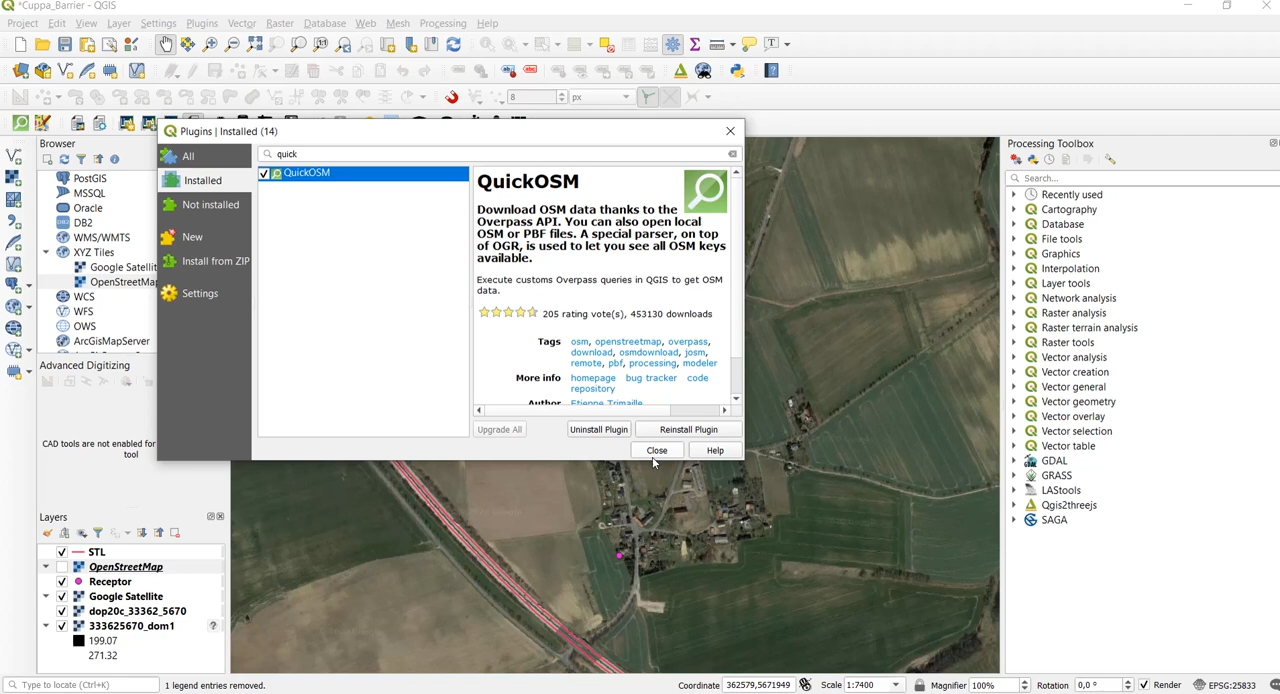 *Cuppa_Barrier - QGIS
Project Edit View Layer Settings Plugins Vector Raster Database Web Mesh Processing Help
8 px
Browser
PostGIS
MSSQL
Oracle
DB2
WMS/WMTS
XYZ Tiles
Google Satellit
OpenStreetMap
WCS
WFS
OWS
ArcGisMapServer
Advanced Digitizing
CAD tools are not enabled for
tool
Layers
STL
OpenStreetMap
Receptor
Google Satellite
dop20c_33362_5670
333625670_dom1 ?
199.07
271.32
Plugins | Installed (14)
All
Installed
Not installed
New
Install from ZIP
Settings
quick
QuickOSM
QuickOSM
Download OSM data thanks to the
Overpass API. You can also open local
OSM or PBF files. A special parser, on top
of OGR, is used to let you see all OSM keys
available.
Execute customs Overpass queries in QGIS to get OSM
data.
205 rating vote(s), 453130 downloads
Tags osm, openstreetmap, overpass,
download, osmdownload, josm,
remote, pbf, processing, modeler
More info homepage bug tracker code
repository
Author Etienne Trimaille
Upgrade All Uninstall Plugin Reinstall Plugin
Close Help
Processing Toolbox
Search...
Recently used
Cartography
Database
File tools
Graphics
Interpolation
Layer tools
Network analysis
Raster analysis
Raster terrain analysis
Raster tools
Vector analysis
Vector creation
Vector general
Vector geometry
Vector overlay
Vector selection
Vector table
GDAL
GRASS
LAStools
Qgis2threejs
SAGA
Type to locate (Ctrl+K) 1 legend entries removed. Coordinate 362579,5671949 Scale 1:7400 Magnifier 100% Rotation 0,0 ° Render EPSG:25833